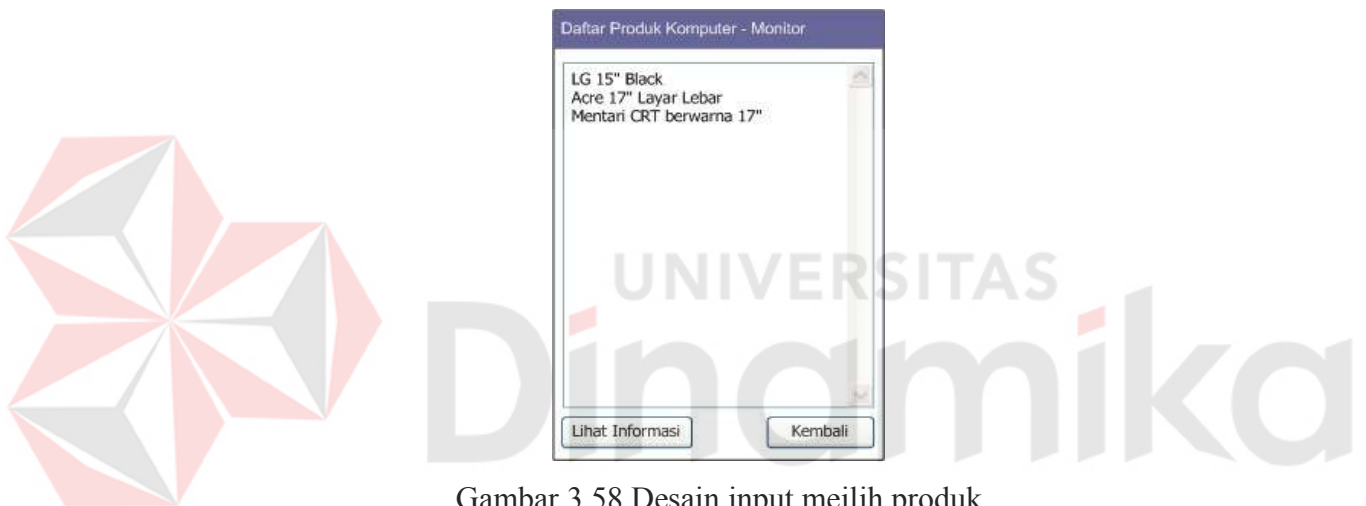 Daftar Produk Komputer - Monitor
LG 15" Black
Acre 17" Layar Lebar
Mentari CRT berwarna 17"
UNIVERSITAS
Dinamika
Lihat Informasi
Kembali
Gambar 3.58 Desain input meilih produk